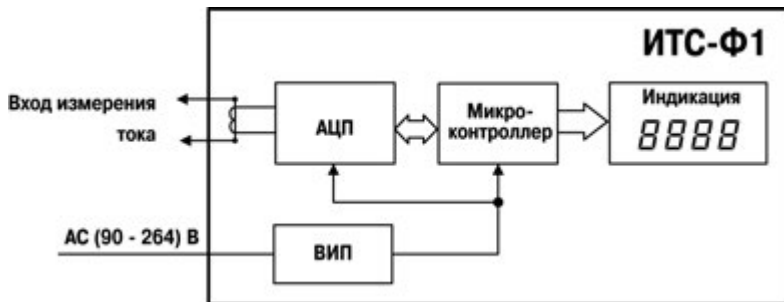 ИТС-Ф1
Вход измерения
тока
АЦП
Микро-
контроллер
Индикация
8888
AC (90 - 264) В
ВИП